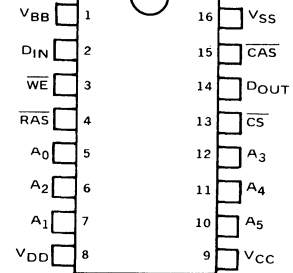 VBB 1 16 VSS
DIN 2 15 CAS
WE 3 14 DOUT
RAS 4 13 CS
A0 5 12 A3
A2 6 11 A4
A1 7 10 A5
VDD 8 9 VCC